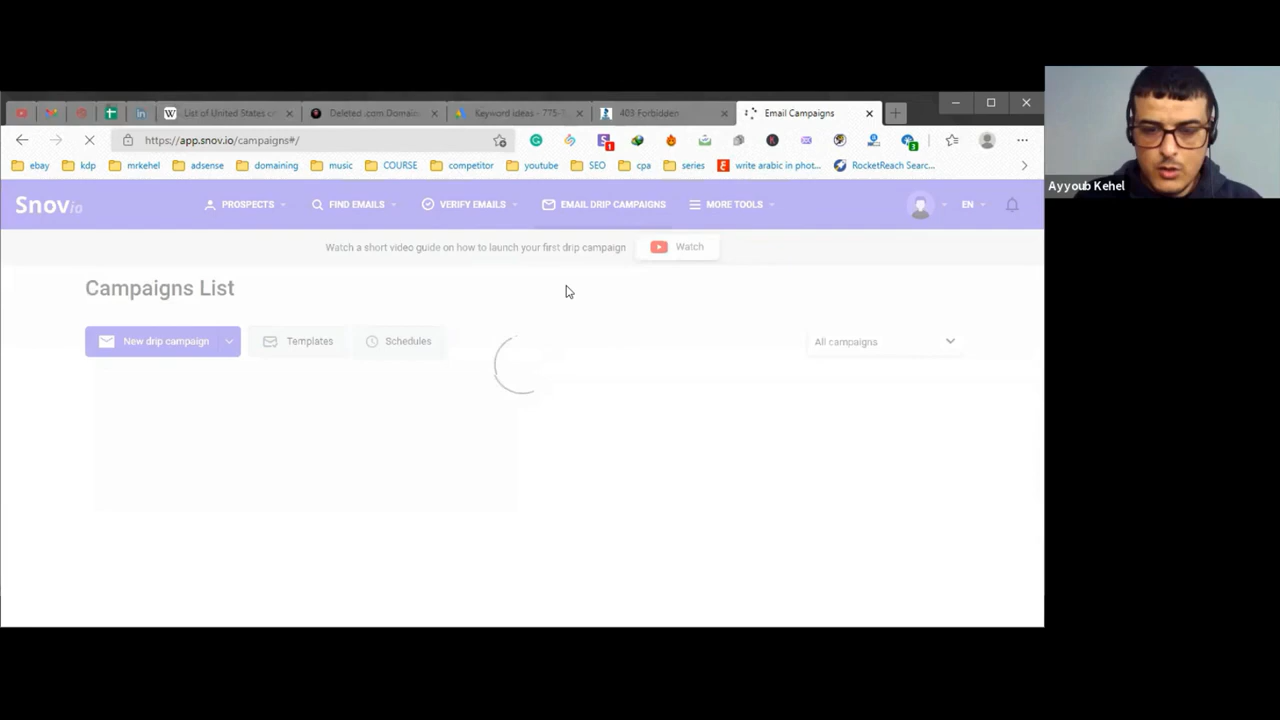 List of United States c
Deleted .com Domain
Keyword ideas - 775-
403 Forbidden
Email Campaigns
https://app.snov.io/campaigns#/
1
3
ebay
kdp
mrkehel
adsense
domaining
music
COURSE
competitor
youtube
SEO
cpa
series
write arabic in phot...
RocketReach Searc...
Snovio
PROSPECTS
FIND EMAILS
VERIFY EMAILS
EMAIL DRIP CAMPAIGNS
MORE TOOLS
EN
Watch a short video guide on how to launch your first drip campaign
Watch
Campaigns List
New drip campaign
Templates
Schedules
All campaigns
Ayyoub Kehel